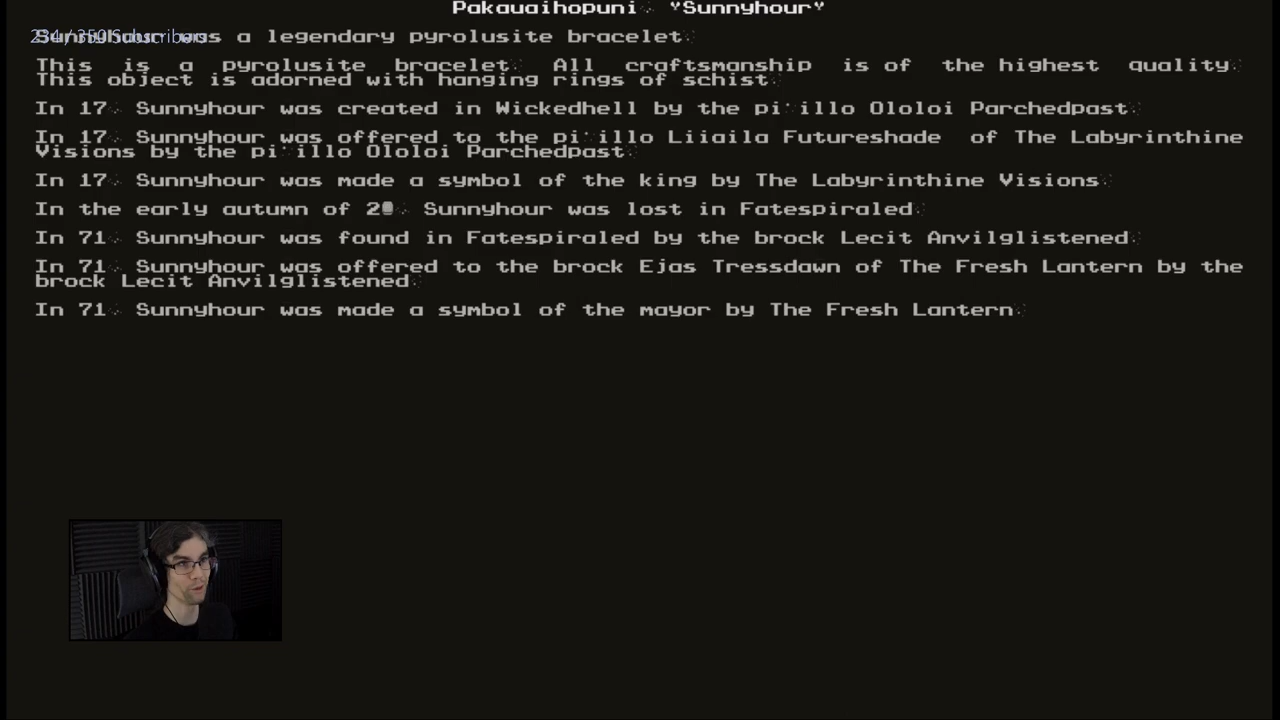 Pakauaihopuni, "Sunnyhour"
234 / 350 Subscribers
Sunnyhour was a legendary pyrolusite bracelet.
This is a pyrolusite bracelet. All craftsmanship is of the highest quality.
This object is adorned with hanging rings of schist.
In 17, Sunnyhour was created in Wickedhell by the Ololoi Parchedpast.
In 17, Sunnyhour was offered to the Liiaila Futureshade of The Labyrinthine
Visions by the Ololoi Parchedpast.
In 17, Sunnyhour was made a symbol of the king by The Labyrinthine Visions.
In the early autumn of Sunnyhour was lost in Fatespiraled.
In 71, Sunnyhour was found in Fatespiraled by the brock Lecit Anvilglistened.
In 71, Sunnyhour was offered to the brock Ejas Tressdawn of The Fresh Lantern by the
brock Lecit Anvilglistened.
In 71, Sunnyhour was made a symbol of the mayor by The Fresh Lantern.